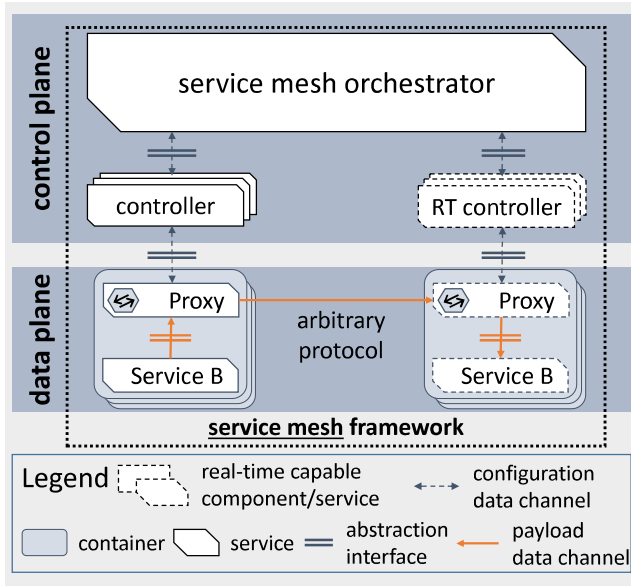 control plane
service mesh orchestrator
controller
RT controller
data plane
Proxy
Proxy
arbitrary
protocol
Service B
Service B
service mesh framework
Legend
real-time capable
component/service
configuration
data channel
container
service
abstraction
interface
payload
data channel